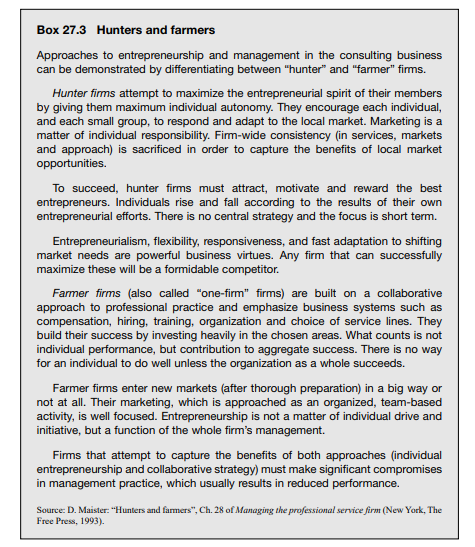 Box 27.3 Hunters and farmers
Approaches to entrepreneurship and management in the consulting business
can be demonstrated by differentiating between “hunter” and “farmer” firms.
Hunter firms attempt to maximize the entrepreneurial spirit of their members
by giving them maximum individual autonomy. They encourage each individual,
and each small group, to respond and adapt to the local market. Marketing is a
matter of individual responsibility. Firm-wide consistency (in services, markets
and approach) is sacrificed in order to capture the benefits of local market
opportunities.
To succeed, hunter firms must attract, motivate and reward the best
entrepreneurs. Individuals rise and fall according to the results of their own
entrepreneurial efforts. There is no central strategy and the focus is short term.
Entrepreneurialism, flexibility, responsiveness, and fast adaptation to shifting
market needs are powerful business virtues. Any firm that can successfully
maximize these will be a formidable competitor.
Farmer firms (also called “one-firm” firms) are built on a collaborative
approach to professional practice and emphasize business systems such as
compensation, hiring, training, organization and choice of service lines. They
build their success by investing heavily in the chosen areas. What counts is not
individual performance, but contribution to aggregate success. There is no way
for an individual to do well unless the organization as a whole succeeds.
Farmer firms enter new markets (after thorough preparation) in a big way or
not at all. Their marketing, which is approached as an organized, team-based
activity, is well focused. Entrepreneurship is not a matter of individual drive and
initiative, but a function of the whole firm’s management.
Firms that attempt to capture the benefits of both approaches (individual
entrepreneurship and collaborative strategy) must make significant compromises
in management practice, which usually results in reduced performance.
Source: D. Maister: “Hunters and farmers”, Ch. 28 of Managing the professional service firm (New York, The
Free Press, 1993).